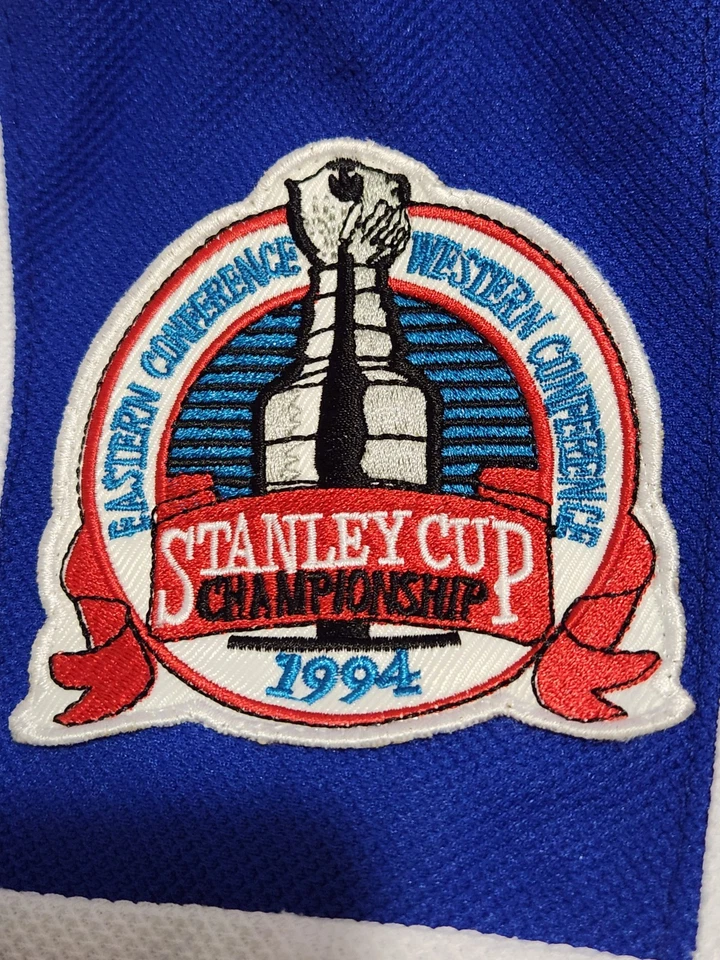 EASTERN CONFERENCE
WESTERN CONFERENCE
STANLEY CUP
CHAMPIONSHIP
1994